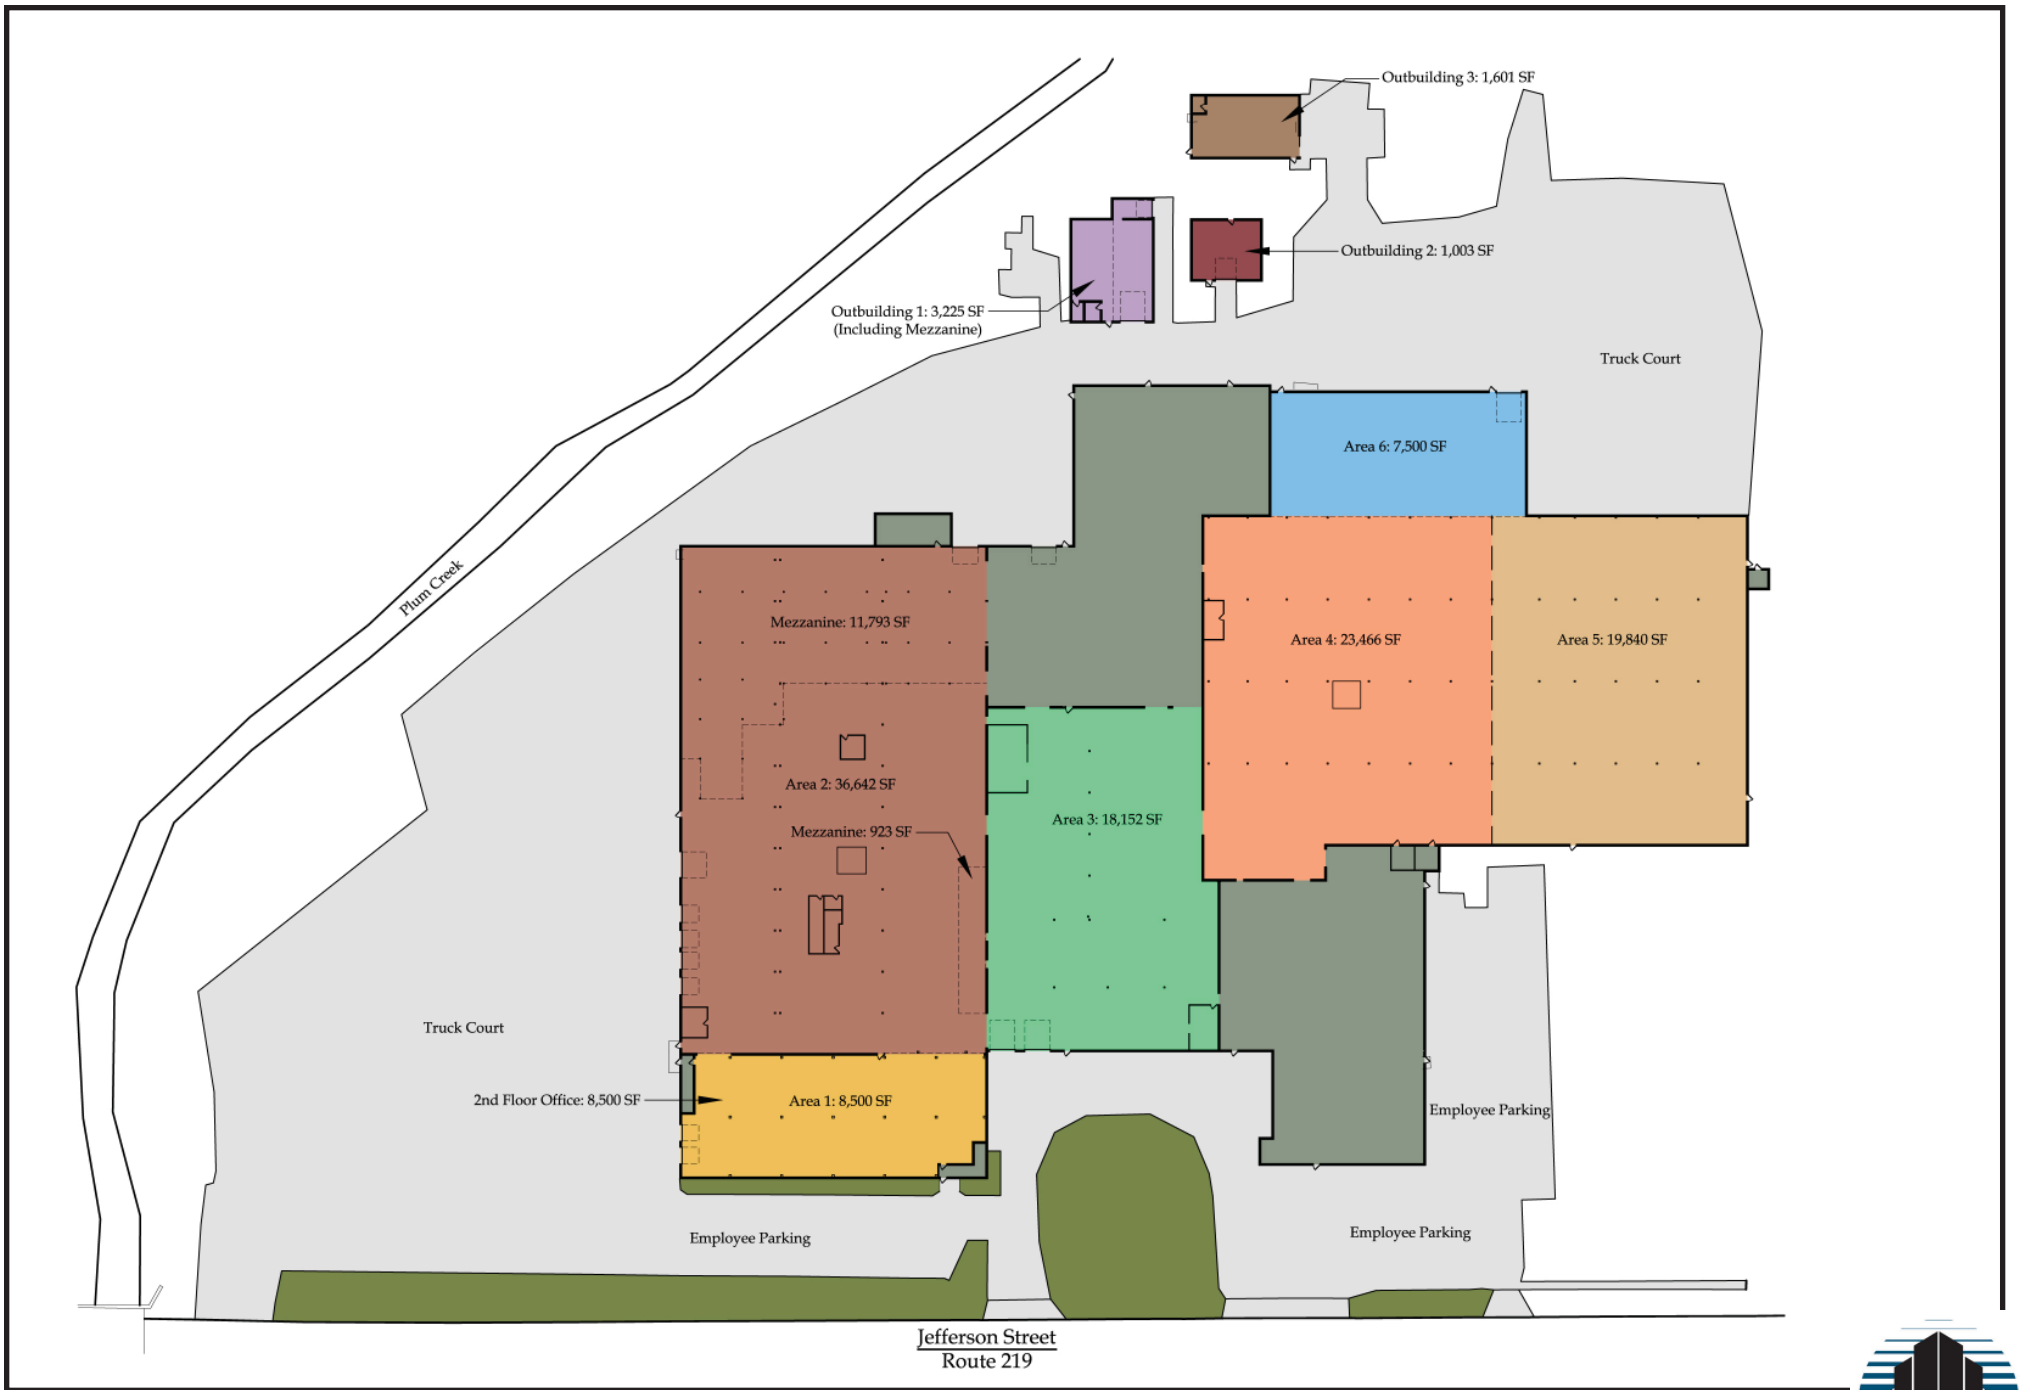 Outbuilding 3: 1,601 SF
Outbuilding 2: 1,003 SF
Outbuilding 1: 3,225 SF
(Including Mezzanine)
Truck Court
Area 6: 7,500 SF
Plum Creek
Mezzanine: 11,793 SF
Area 4: 23,466 SF
Area 5: 19,840 SF
Area 2: 36,642 SF
Area 3: 18,152 SF
Mezzanine: 923 SF
Truck Court
2nd Floor Office: 8,500 SF
Area 1: 8,500 SF
Employee Parking
Employee Parking
Employee Parking
Jefferson Street
Route 219